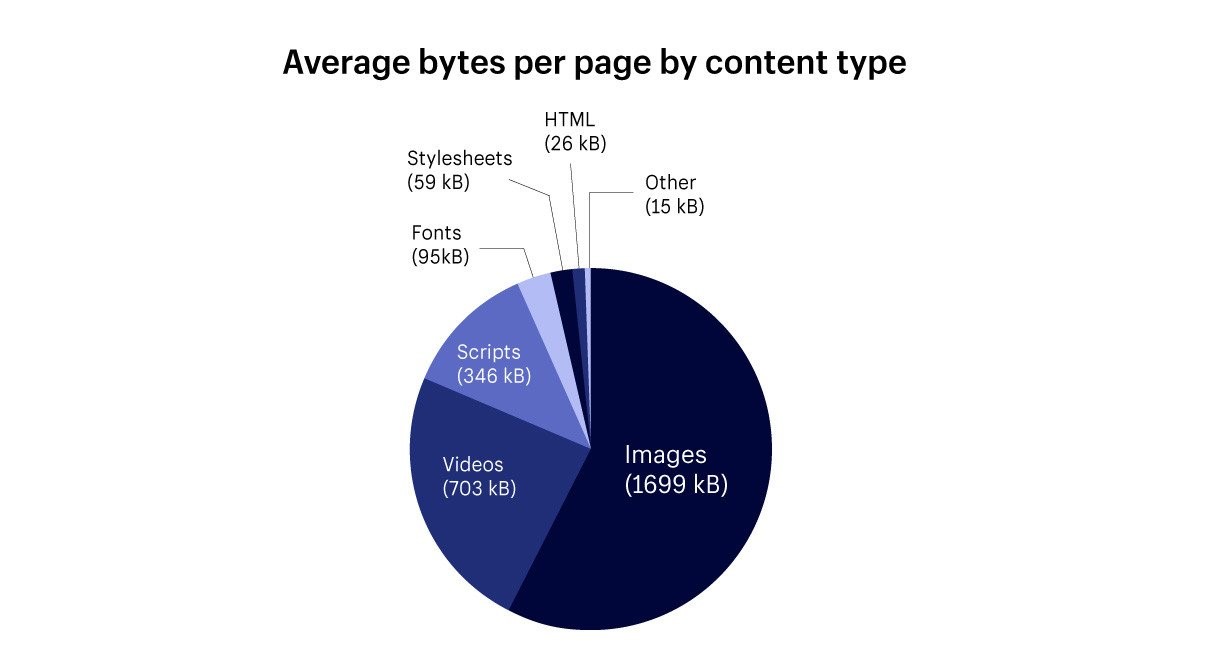 Average bytes per page by content type
HTML
(26 kB)
Stylesheets
(59 kB)
Other
(15 kB)
Fonts
(95kB)
Scripts
(346 kB)
Images
(1699 kB)
Videos
(703 kB)